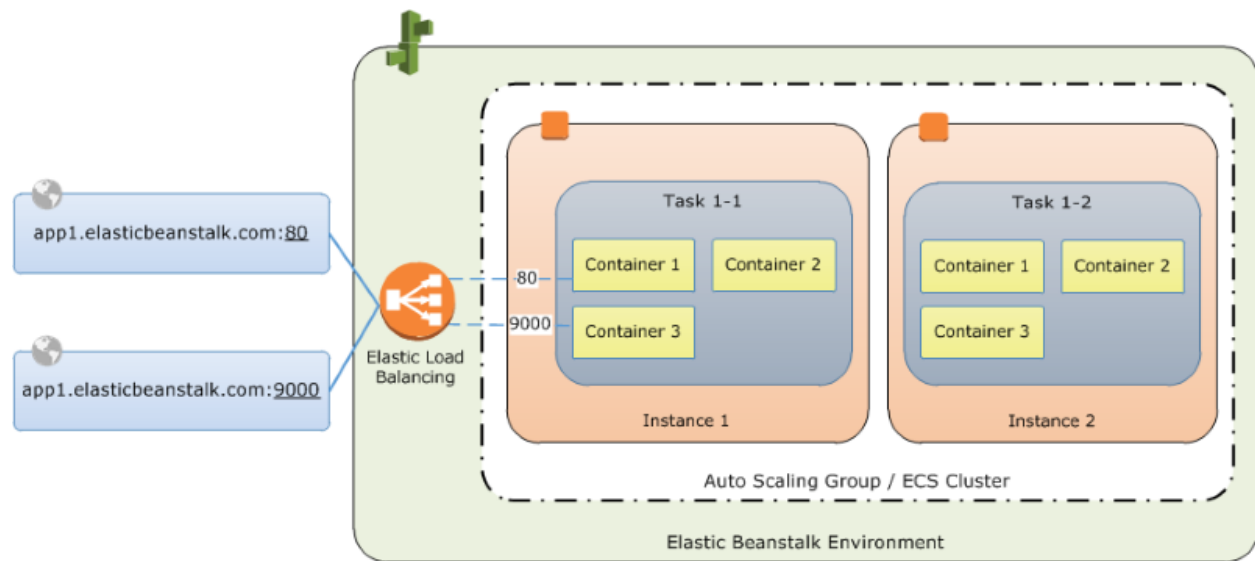 app1.elasticbeanstalk.com:80
app1.elasticbeanstalk.com:9000
Elastic Load
Balancing
80
9000
Task 1-1
Container 1
Container 2
Container 3
Instance 1
Task 1-2
Container 1
Container 2
Container 3
Instance 2
Auto Scaling Group / ECS Cluster
Elastic Beanstalk Environment